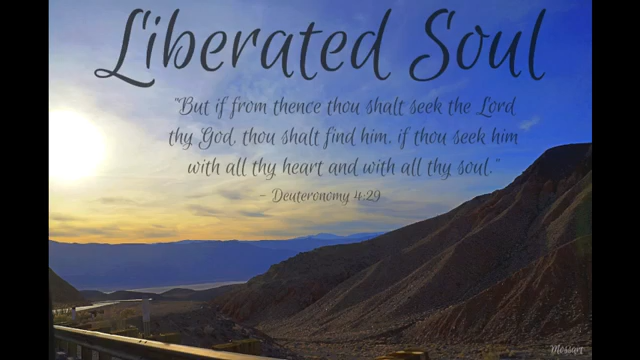 Liberated Soul
"But if from thence thou shalt seek the Lord
thy God, thou shalt find him, if thou seek him
with all thy heart and with all thy soul."
- Deuteronomy 4:29